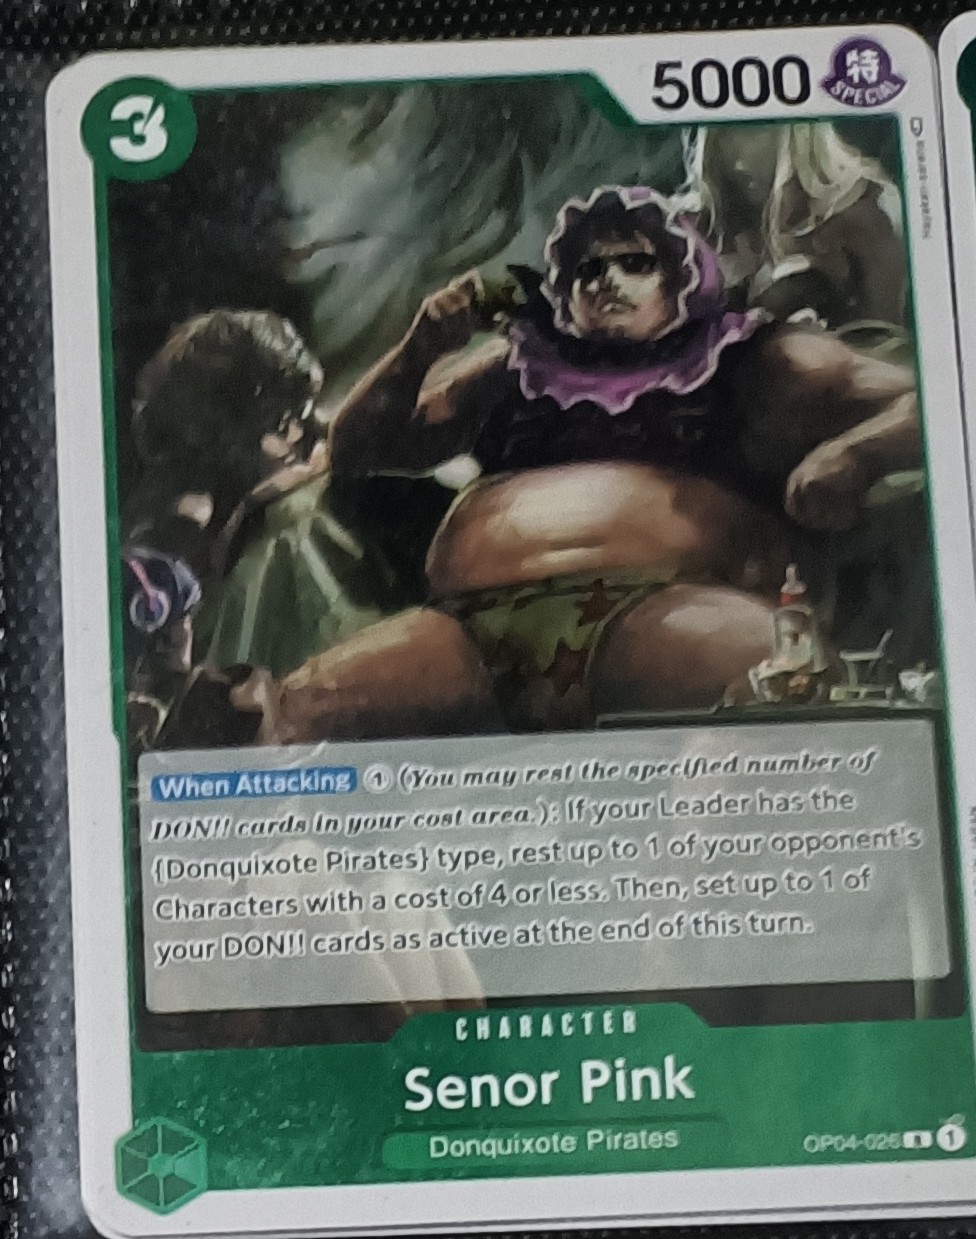 3
5000
特
SPECIAL
When Attacking ① (You may rest the specified number of
DON!! cards in your cost area.): If your Leader has the
{Donquixote Pirates} type, rest up to 1 of your opponent's
Characters with a cost of 4 or less. Then, set up to 1 of
your DON!! cards as active at the end of this turn.
CHARACTER
Senor Pink
Donquixote Pirates
OP04-026 R 1